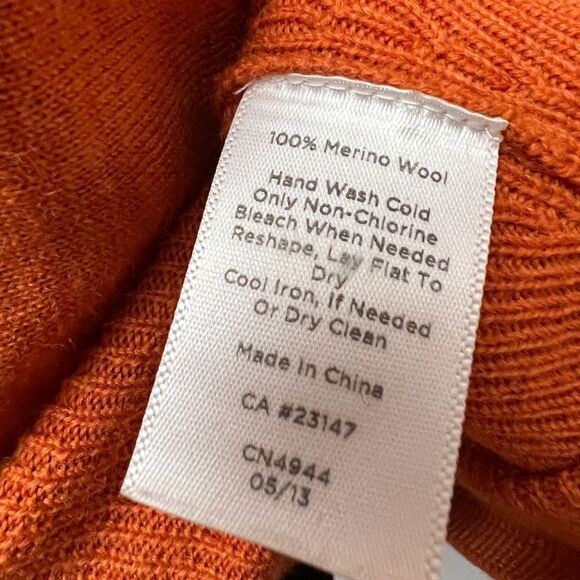 100% Merino Wool
Hand Wash Cold
Only Non-Chlorine
Bleach When Needed
Reshape, Lay Flat To
Dry
Cool Iron, If Needed
Or Dry Clean
Made In China
CA #23147
CN4944
05/13